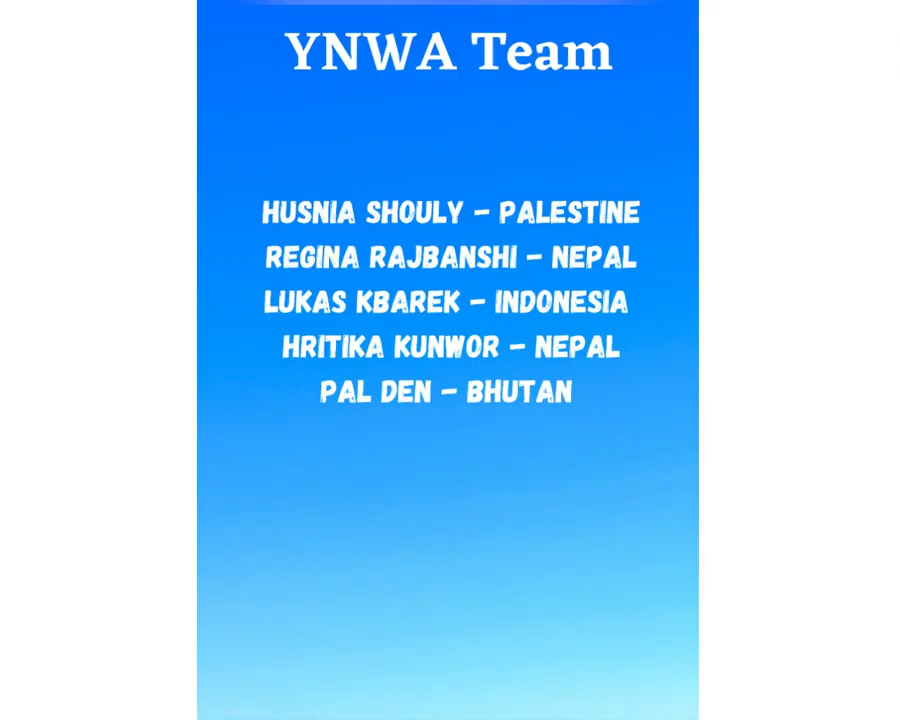 YNWA Team
HUSNIA SHOULY - PALESTINE
REGINA RAJBANSHI - NEPAL
LUKAS KBAREK - INDONESIA
HRITIKA KUNWOR - NEPAL
PAL DEN - BHUTAN